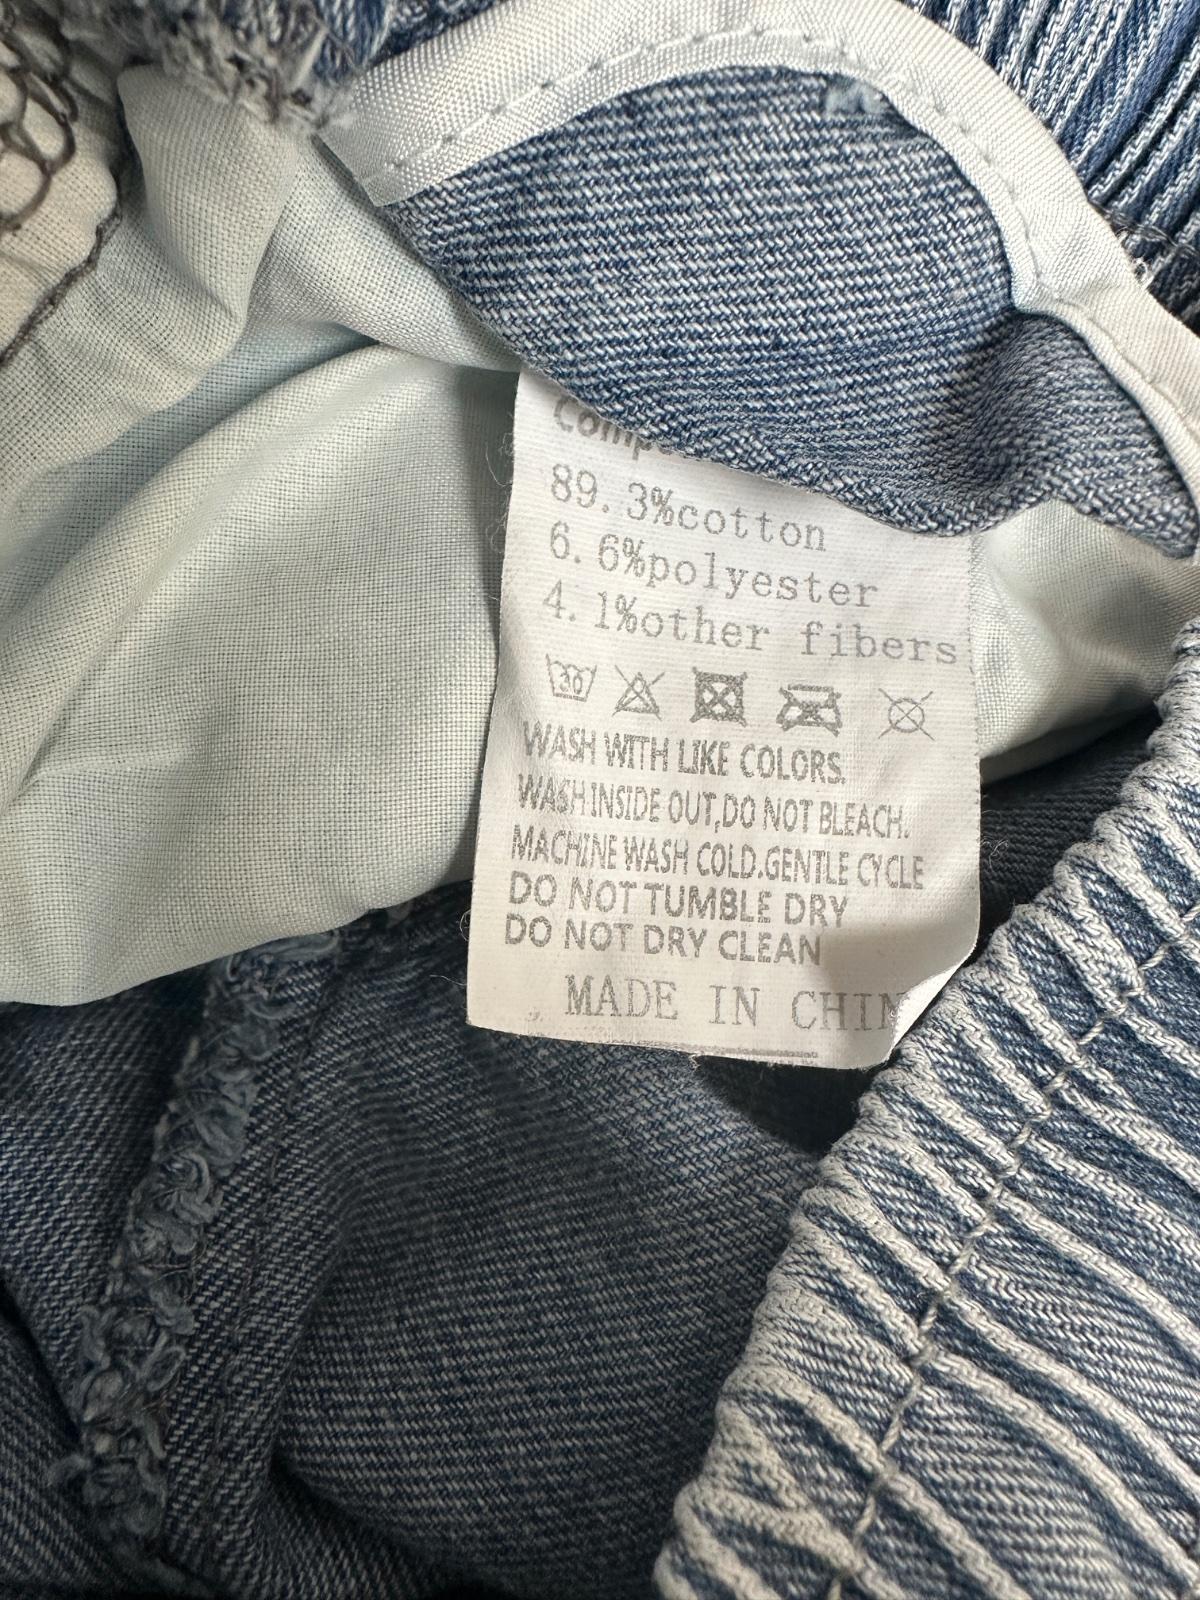 89.3%cotton
6.6%polyester
4.1%other fibers
30
WASH WITH LIKE COLORS.
WASH INSIDE OUT,DO NOT BLEACH.
MACHINE WASH COLD.GENTLE CYCLE
DO NOT TUMBLE DRY
DO NOT DRY CLEAN
MADE IN CHIN